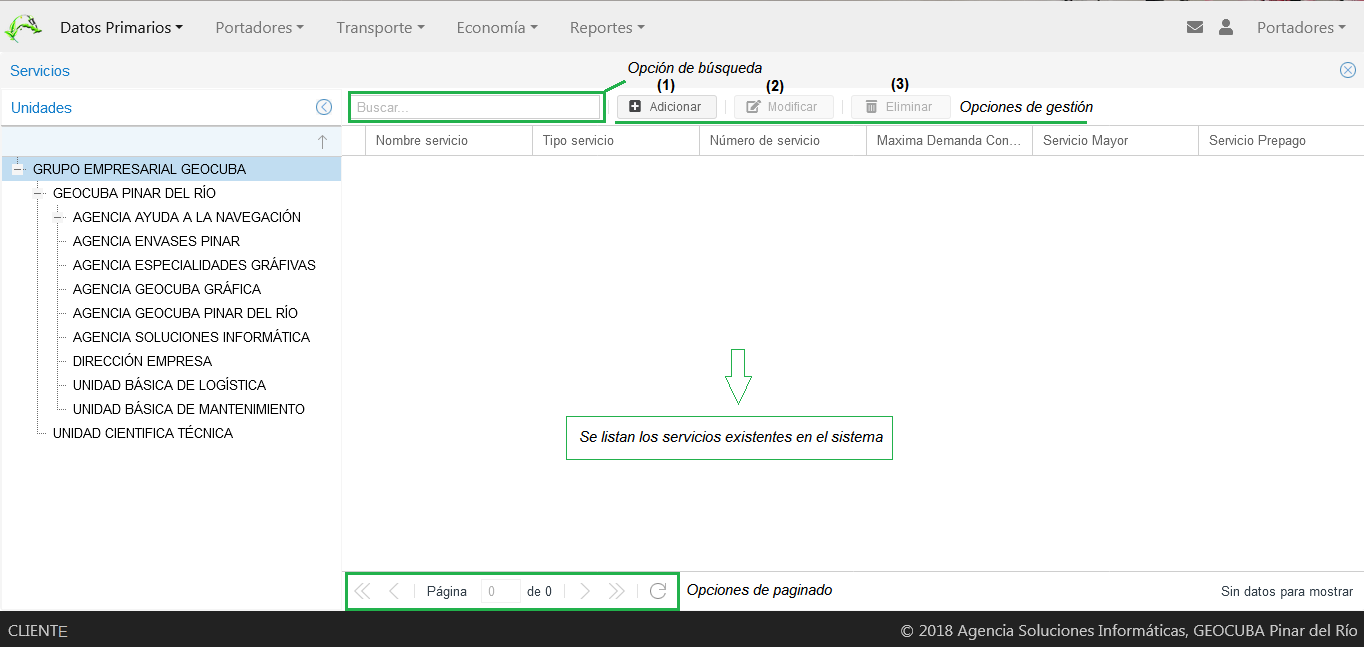 Datos Primarios Portadores Transporte Economía Reportes Portadores
Servicios
Opción de búsqueda
Unidades
Buscar...
(1)
Adicionar
(2)
Modificar
(3)
Eliminar
Opciones de gestión
Nombre servicio Tipo servicio Número de servicio Maxima Demanda Con... Servicio Mayor Servicio Prepago
GRUPO EMPRESARIAL GEOCUBA
GEOCUBA PINAR DEL RÍO
AGENCIA AYUDA A LA NAVEGACIÓN
AGENCIA ENVASES PINAR
AGENCIA ESPECIALIDADES GRÁFIVAS
AGENCIA GEOCUBA GRÁFICA
AGENCIA GEOCUBA PINAR DEL RÍO
AGENCIA SOLUCIONES INFORMÁTICA
DIRECCIÓN EMPRESA
UNIDAD BÁSICA DE LOGÍSTICA
UNIDAD BÁSICA DE MANTENIMIENTO
UNIDAD CIENTIFICA TÉCNICA
Se listan los servicios existentes en el sistema
Página 0 de 0
Opciones de paginado
Sin datos para mostrar
CLIENTE
© 2018 Agencia Soluciones Informáticas, GEOCUBA Pinar del Río